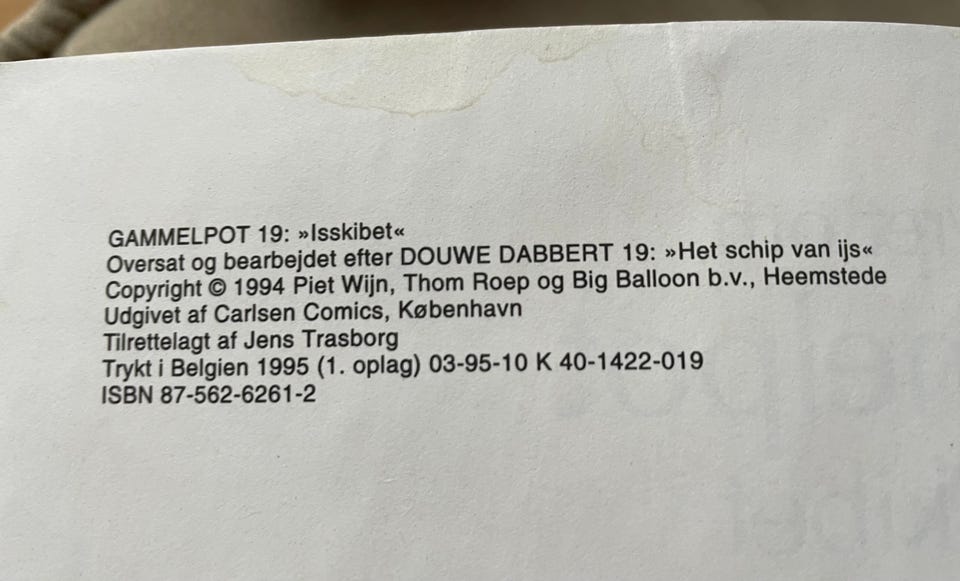 GAMMELPOT 19: »Isskibet«
Oversat og bearbejdet efter DOUWE DABBERT 19: »Het schip van ijs«
Copyright © 1994 Piet Wijn, Thom Roep og Big Balloon b.v., Heemstede
Udgivet af Carlsen Comics, København
Tilrettelagt af Jens Trasborg
Trykt i Belgien 1995 (1. oplag) 03-95-10 K 40-1422-019
ISBN 87-562-6261-2